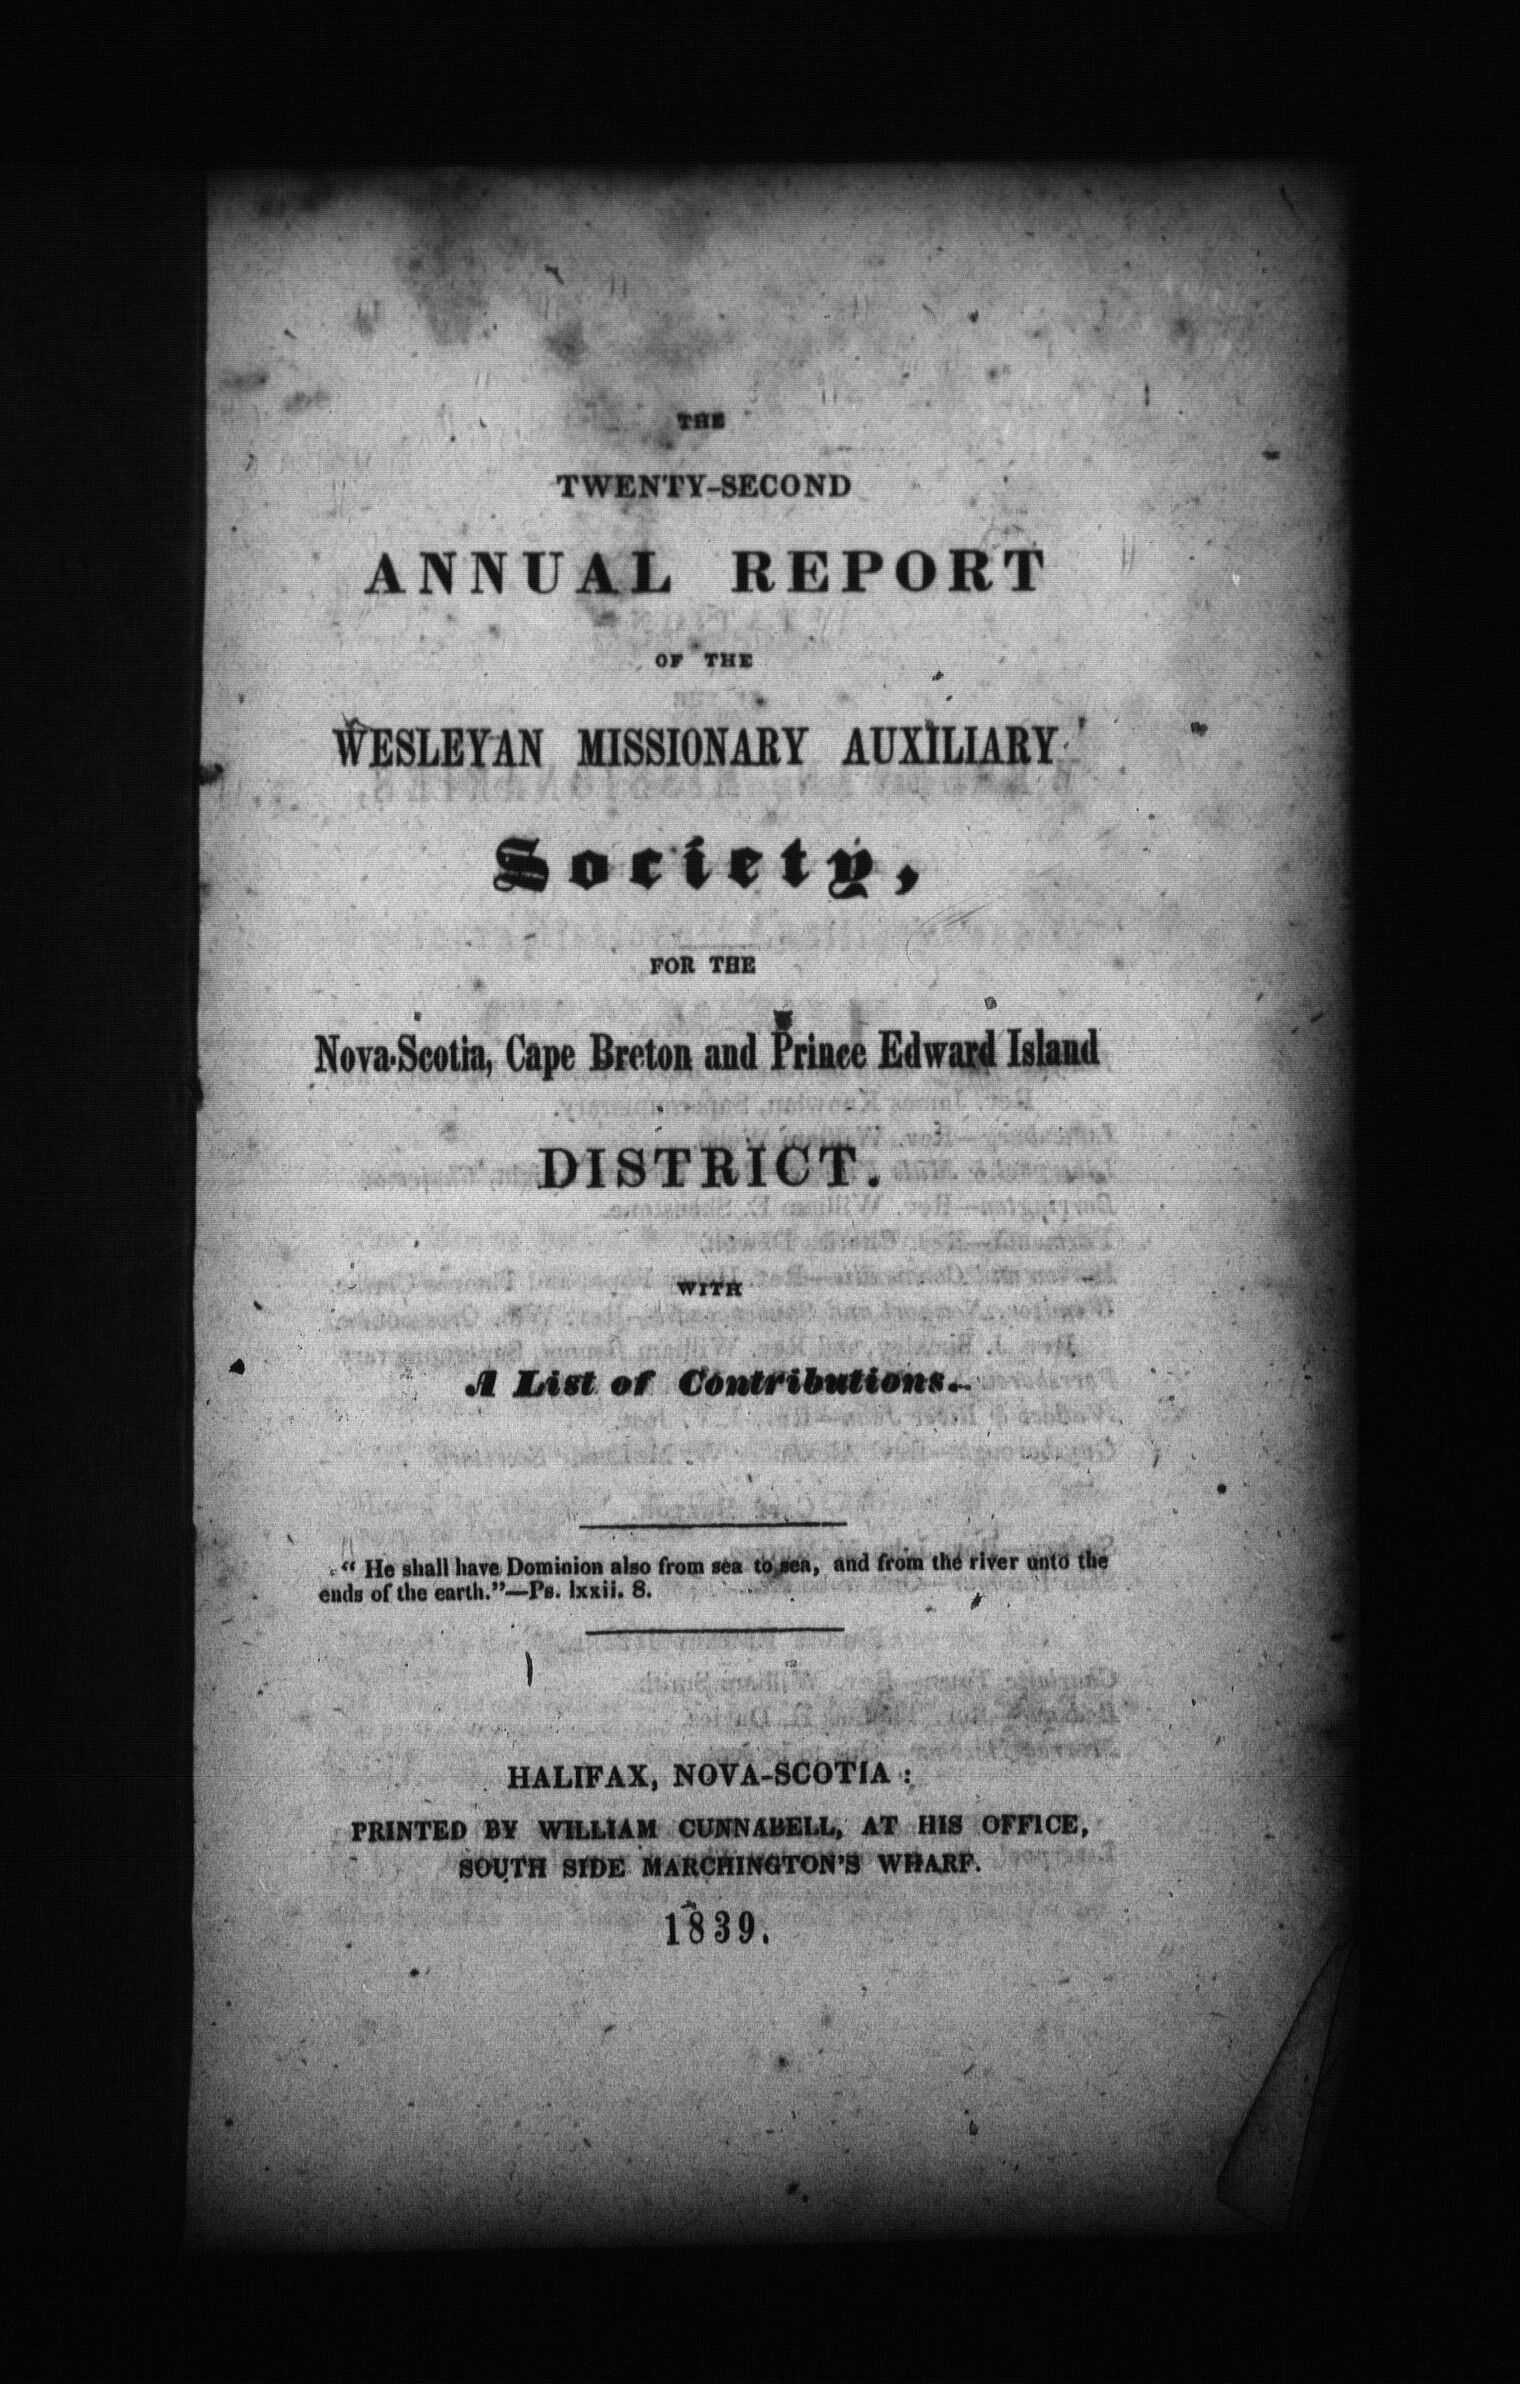 THE
TWENTY-SECOND
ANNUAL REPORT
OF THE
WESLEYAN MISSIONARY AUXILIARY
Society,
FOR THE
Nova-Scotia, Cape Breton and Prince Edward Island
DISTRICT.
WITH
A List of Contributions.
“ He shall have Dominion also from sea to sea, and from the river unto the
ends of the earth.”—Ps. lxxii. 8.
HALIFAX, NOVA-SCOTIA :
PRINTED BY WILLIAM CUNNABELL, AT HIS OFFICE,
SOUTH SIDE MARCHINGTON'S WHARF.
1839.